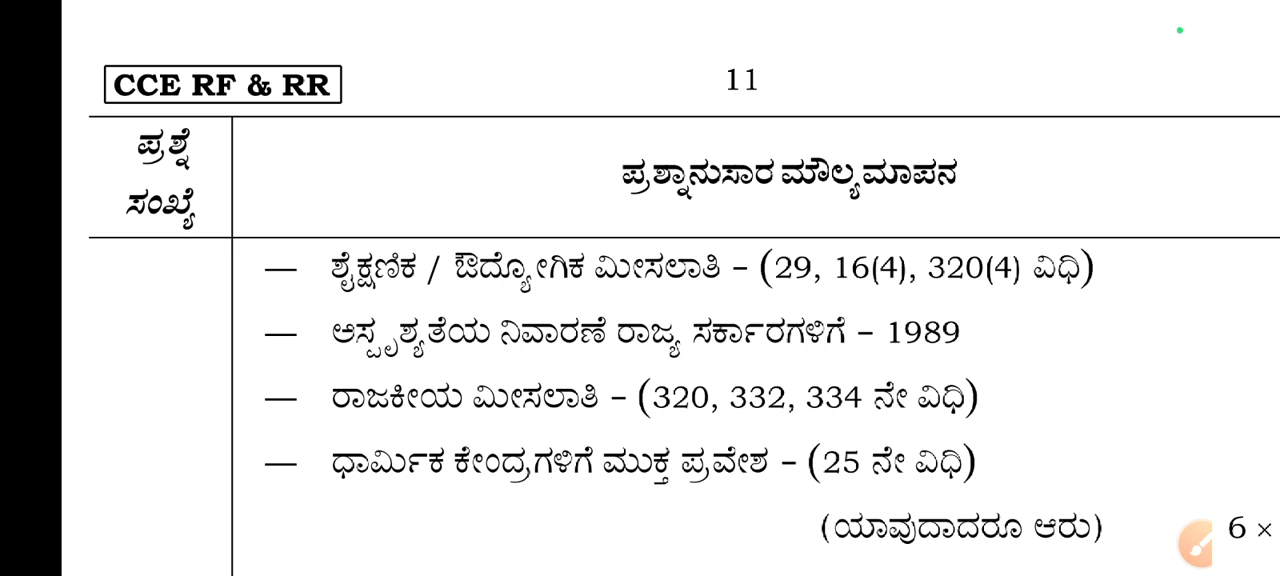 CCE RF & RR 11
ಪ್ರಶ್ನೆ
ಸಂಖ್ಯೆ
ಪ್ರಶ್ನಾನುಸಾರ ಮೌಲ್ಯಮಾಪನ
— ಶೈಕ್ಷಣಿಕ / ಔದ್ಯೋಗಿಕ ಮೀಸಲಾತಿ – (29, 16(4), 320(4) ವಿಧಿ)
— ಅಸ್ಪೃಶ್ಯತೆಯ ನಿವಾರಣೆ ರಾಜ್ಯ ಸರ್ಕಾರಗಳಿಗೆ – 1989
— ರಾಜಕೀಯ ಮೀಸಲಾತಿ – (320, 332, 334 ನೇ ವಿಧಿ)
— ಧಾರ್ಮಿಕ ಕೇಂದ್ರಗಳಿಗೆ ಮುಕ್ತ ಪ್ರವೇಶ – (25 ನೇ ವಿಧಿ)
(ಯಾವುದಾದರೂ ಆರು) 6 ×